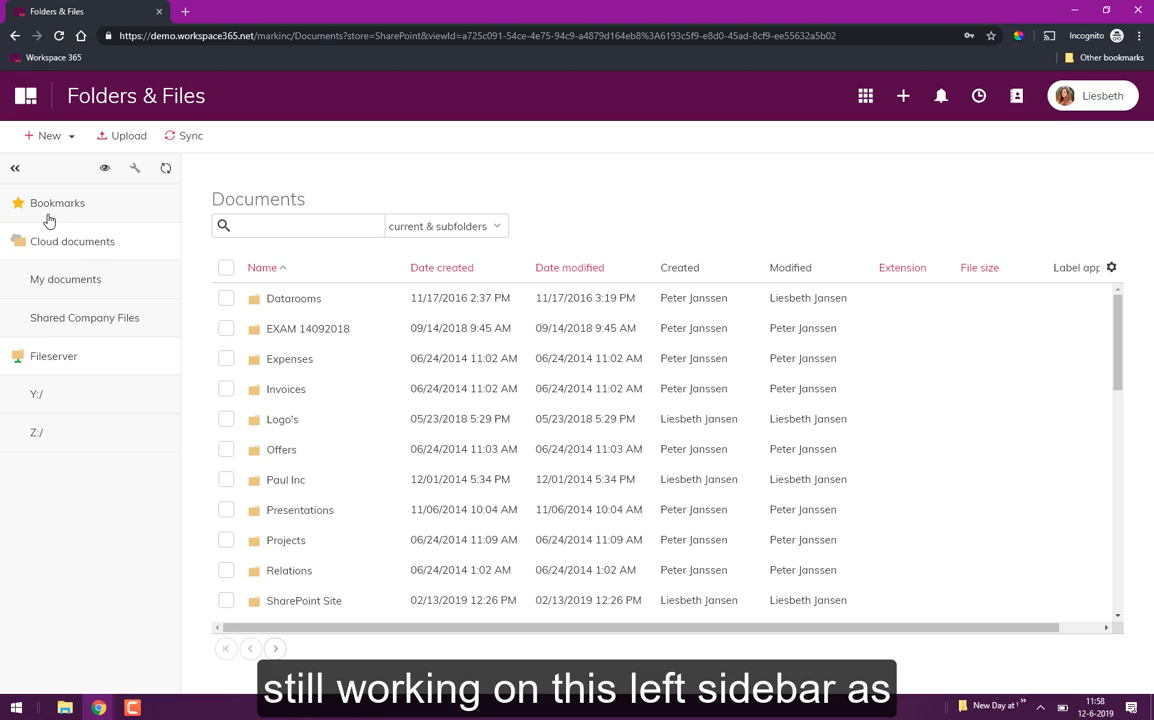 Folders & Files
https://demo.workspace365.net/markinc/Documents?store=SharePoint&viewId=a725c091-54ce-4e75-94c9-a4879d164eb8%3A6193c5f9-e8d0-45ad-8cf9-ee55632a5b02
Incognito
Workspace 365
Other bookmarks
Folders & Files
Liesbeth
New
Upload
Sync
Bookmarks
Cloud documents
My documents
Shared Company Files
Fileserver
Y:/
Z:/
Documents
current & subfolders
Name Date created Date modified Created Modified Extension File size Label app
Datarooms 11/17/2016 2:37 PM 11/17/2016 3:19 PM Peter Janssen Liesbeth Jansen
EXAM 14092018 09/14/2018 9:45 AM 09/14/2018 9:45 AM Peter Janssen Peter Janssen
Expenses 06/24/2014 11:02 AM 06/24/2014 11:02 AM Peter Janssen Peter Janssen
Invoices 06/24/2014 11:02 AM 06/24/2014 11:02 AM Peter Janssen Peter Janssen
Logo's 05/23/2018 5:29 PM 05/23/2018 5:29 PM Liesbeth Jansen Liesbeth Jansen
Offers 06/24/2014 11:03 AM 06/24/2014 11:03 AM Peter Janssen Peter Janssen
Paul Inc 12/01/2014 5:34 PM 12/01/2014 5:34 PM Liesbeth Jansen Liesbeth Jansen
Presentations 11/06/2014 10:04 AM 11/06/2014 10:04 AM Peter Janssen Peter Janssen
Projects 06/24/2014 11:09 AM 06/24/2014 11:09 AM Peter Janssen Peter Janssen
Relations 06/24/2014 1:02 AM 06/24/2014 1:02 AM Peter Janssen Peter Janssen
SharePoint Site 02/13/2019 12:26 PM 02/13/2019 12:26 PM Liesbeth Jansen Liesbeth Jansen
still working on this left sidebar as
New Day at
11:58
12-6-2019